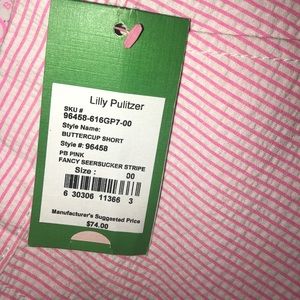 Lilly Pulitzer
SKU #
96458-616GP7-00
Style Name:
BUTTERCUP SHORT
Style #: 96458
PB PINK
FANCY SEERSUCKER STRIPE
Size : 00
6 30306 11366 3
Manufacturer's Suggested Price
$74.00